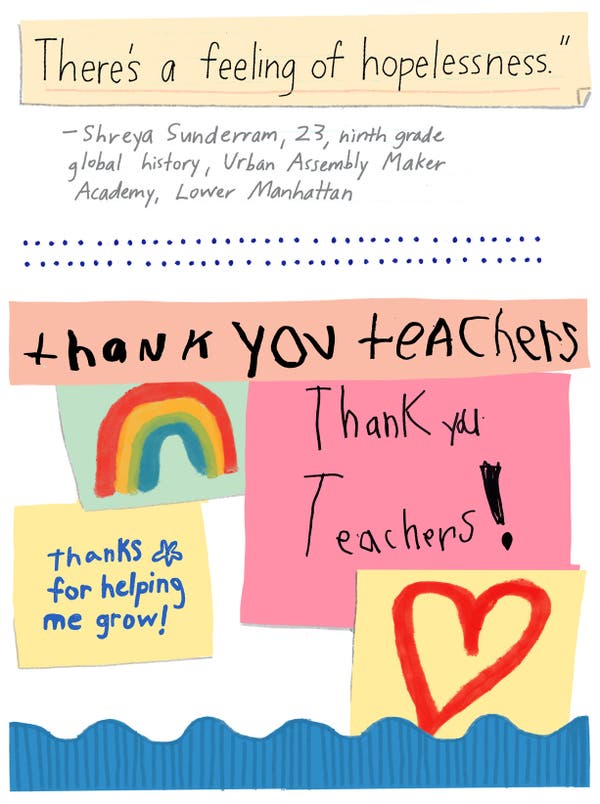 There's a feeling of hopelessness."
—Shreya Sunderram, 23, ninth grade
global history, Urban Assembly Maker
Academy, Lower Manhattan
thank YOU teAChers
Thank you
Teachers!
thanks
for helping
me grow!